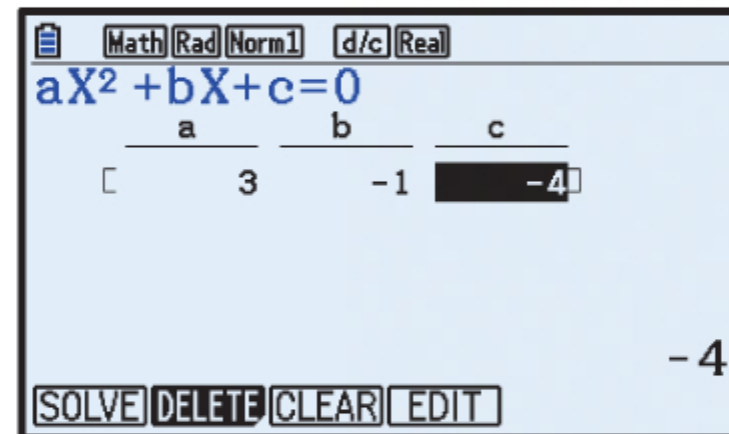 Math Rad Norm1 d/c Real
aX² +bX+c=0
a b c
[ 3 -1 -4]
-4
SOLVE DELETE CLEAR EDIT